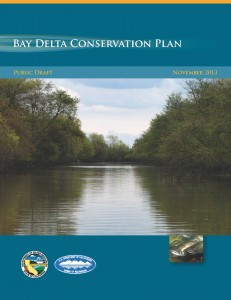 Bay Delta Conservation Plan
Public Draft
November 2013